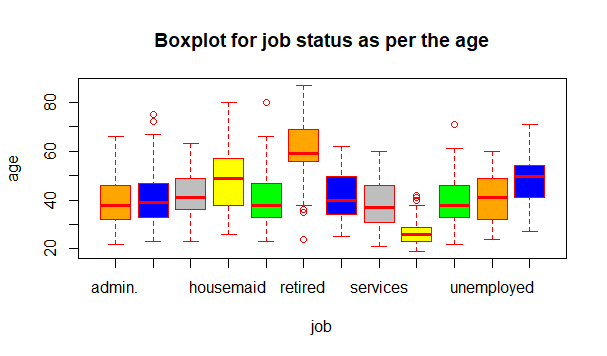 Boxplot for job status as per the age
age
80
60
40
20
admin. housemaid retired services unemployed
job